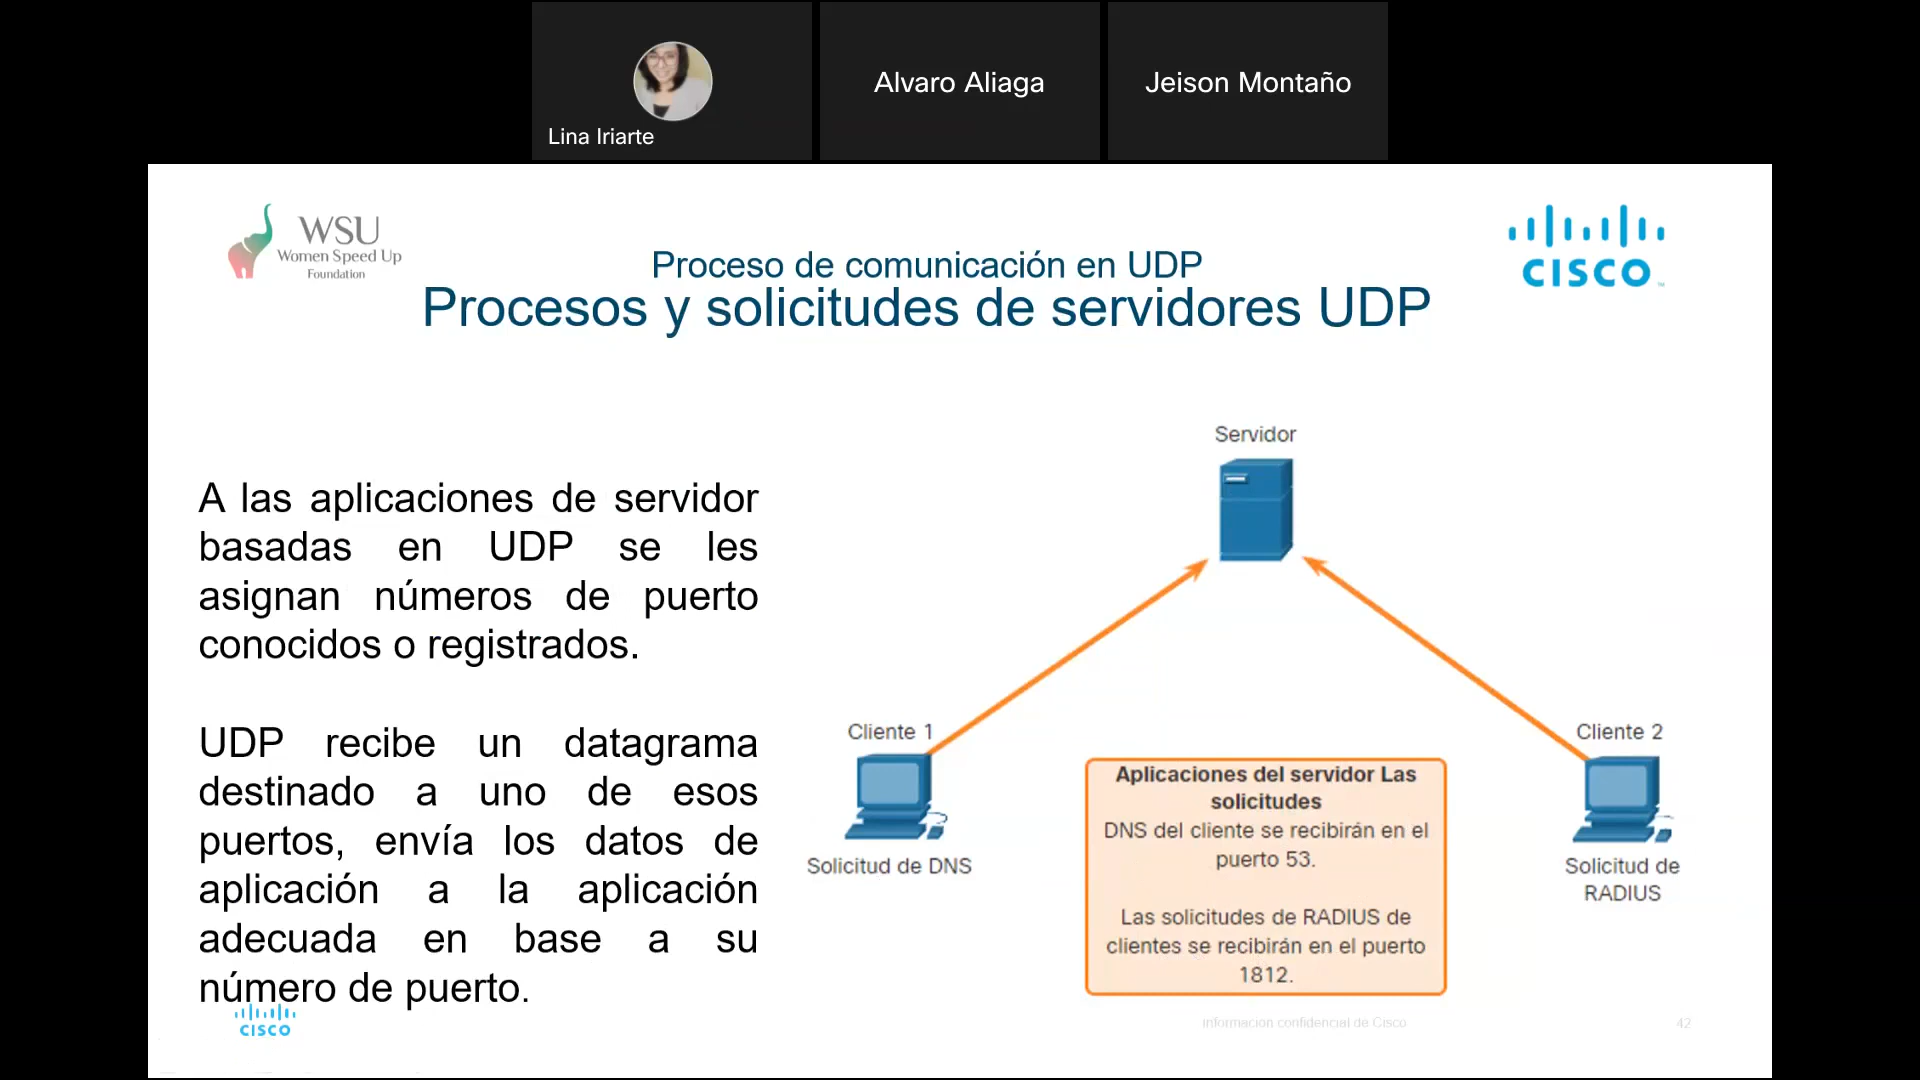 Lina Iriarte
Alvaro Aliaga
Jeison Montaño
WSU
Women Speed Up
Foundation
CISCO
Proceso de comunicación en UDP
Procesos y solicitudes de servidores UDP
A las aplicaciones de servidor
basadas en UDP se les
asignan números de puerto
conocidos o registrados.
UDP recibe un datagrama
destinado a uno de esos
puertos, envía los datos de
aplicación a la aplicación
adecuada en base a su
número de puerto.
Servidor
Cliente 1
Solicitud de DNS
Aplicaciones del servidor Las
solicitudes
DNS del cliente se recibirán en el
puerto 53.
Las solicitudes de RADIUS de
clientes se recibirán en el puerto
1812.
Cliente 2
Solicitud de
RADIUS
CISCO
Información confidencial de Cisco
42